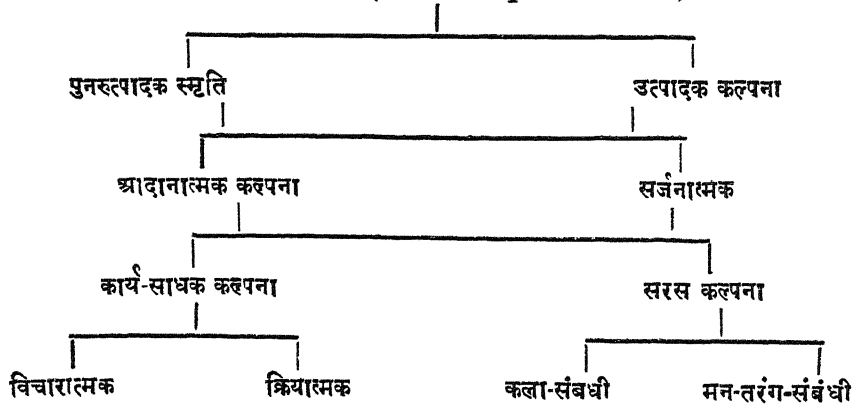 पुनरुत्पादक स्मृति उत्पादक कल्पना
आदानात्मक कल्पना सर्जनात्मक
कार्य-साधक कल्पना सरस कल्पना
विचारात्मक क्रियात्मक कला-संबधी मन-तरंग-संबंधी